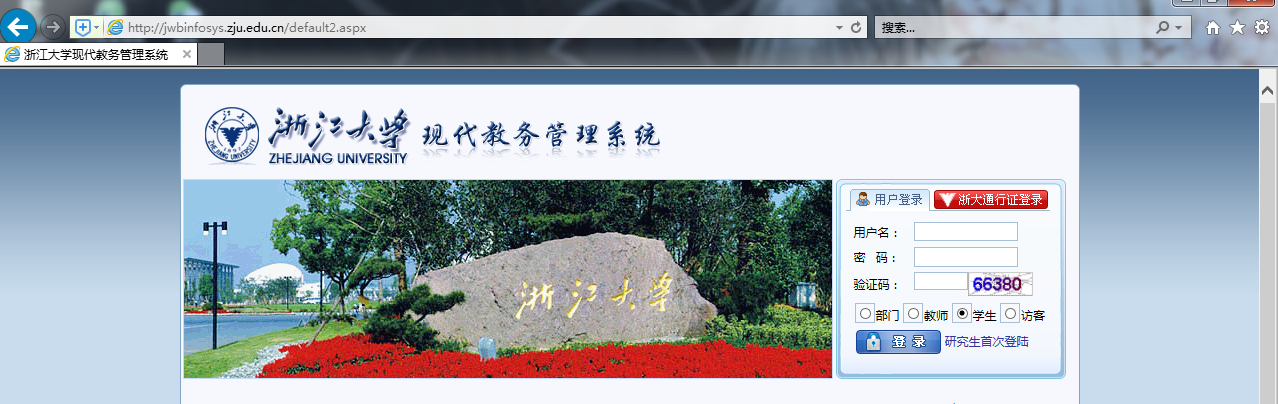 http://jwbinfosys.zju.edu.cn/default2.aspx
搜索...
浙江大学现代教务管理系统
浙江大学 现代教务管理系统
ZHEJIANG UNIVERSITY
浙江大学
用户登录 浙大通行证登录
用户名：
密 码：
验证码： 66380
部门 教师 学生 访客
登 录 研究生首次登陆